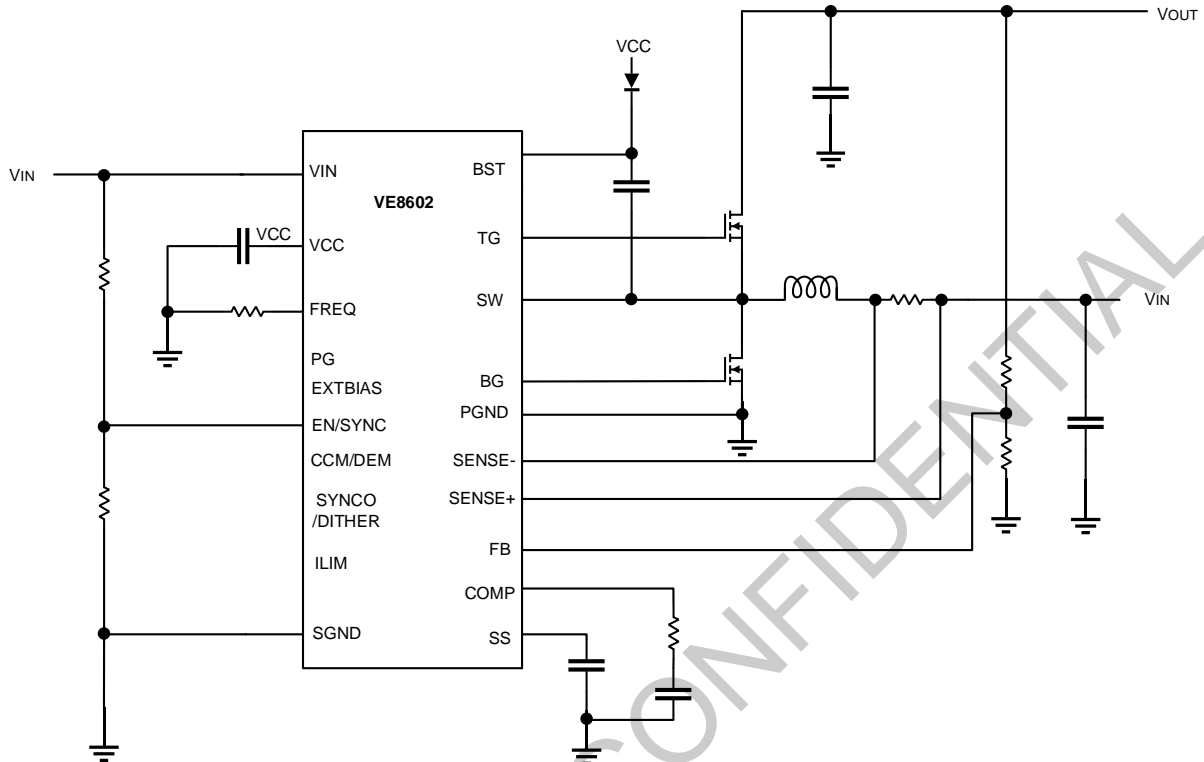 VOUT
VCC
VIN
VIN
BST
VE8602
VCC
VCC
TG
FREQ
SW
VIN
PG
EXTBIAS
BG
PGND
EN/SYNC
CCM/DEM
SENSE-
SYNCO
/DITHER
SENSE+
FB
ILIM
COMP
SGND
SS
CONFIDENTIAL